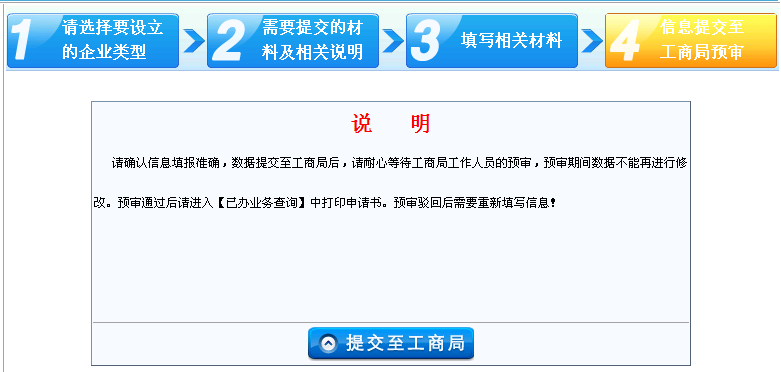 1 请选择要设立
的企业类型
2 需要提交的材
料及相关说明
3 填写相关材料
4 信息提交至
工商局预审
说 明
请确认信息填报准确，数据提交至工商局后，请耐心等待工商局工作人员的预审，预审期间数据不能再进行修
改。预审通过后请进入【已办业务查询】中打印申请书。预审驳回后需要重新填写信息！
提交至工商局